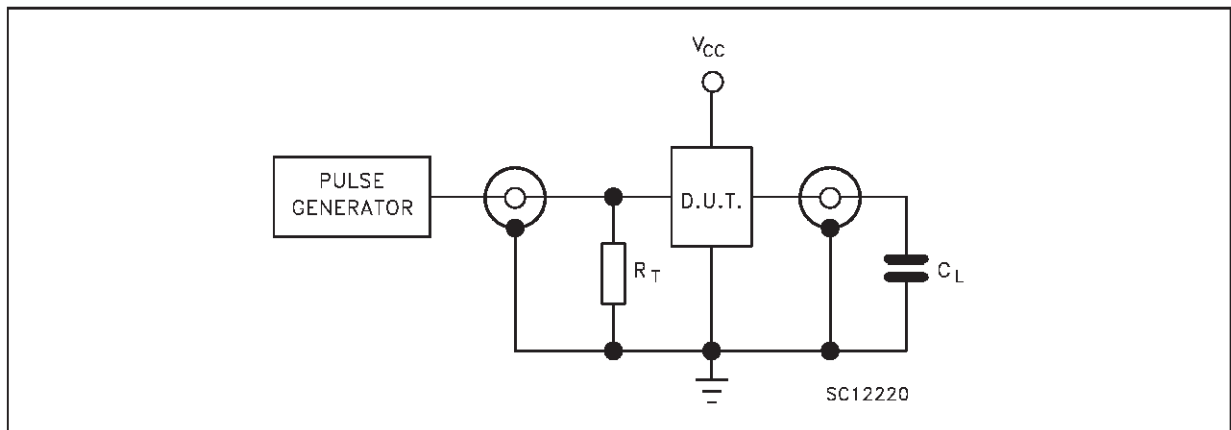 VCC
PULSE
GENERATOR
D.U.T.
RT
CL
SC12220